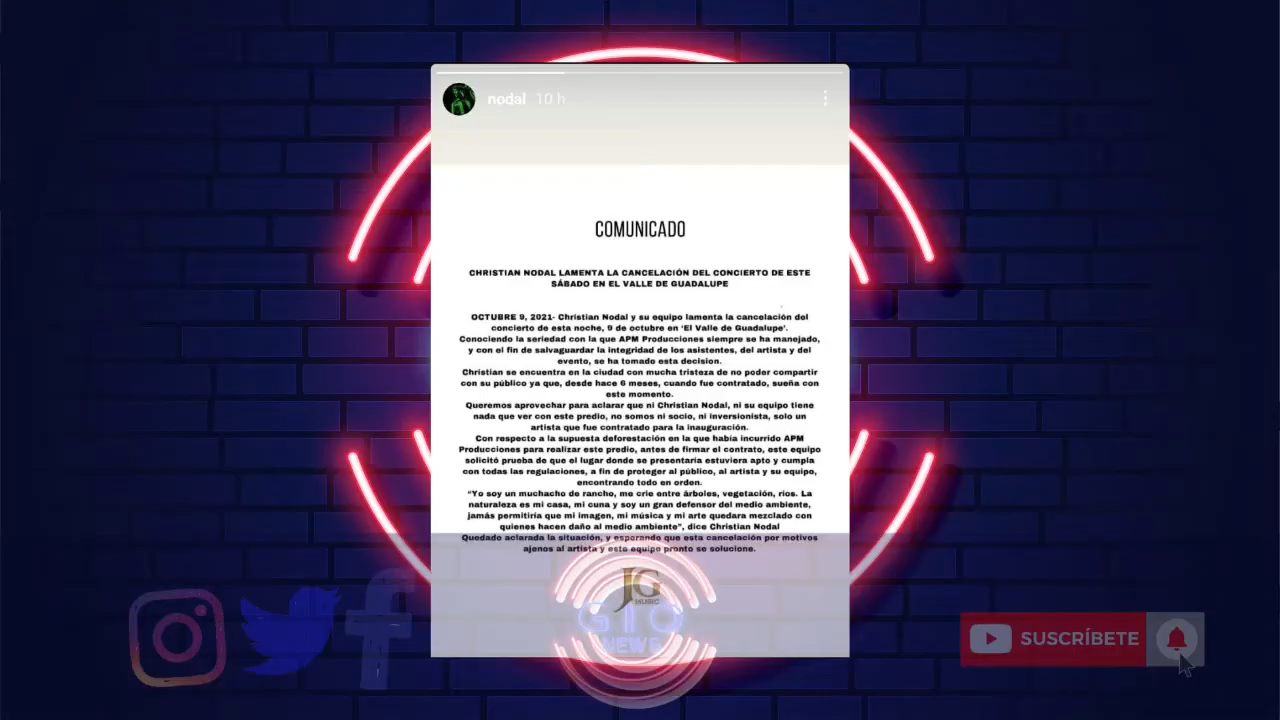 nodal 10 h
COMUNICADO
CHRISTIAN NODAL LAMENTA LA CANCELACIÓN DEL CONCIERTO DE ESTE
SÁBADO EN EL VALLE DE GUADALUPE
OCTUBRE 9, 2021- Christian Nodal y su equipo lamenta la cancelación del
concierto de esta noche, 9 de octubre en ‘El Valle de Guadalupe’.
Conociendo la seriedad con la que APM Producciones siempre se ha manejado,
y con el fin de salvaguardar la integridad de los asistentes, del artista y del
evento, se ha tomado esta decision.
Christian se encuentra en la ciudad con mucha tristeza de no poder compartir
con su público ya que, desde hace 6 meses, cuando fue contratado, sueña con
este momento.
Queremos aprovechar para aclarar que ni Christian Nodal, ni su equipo tiene
nada que ver con este predio, no somos ni socio, ni inversionista, solo un
artista que fue contratado para la inauguración.
Con respecto a la supuesta deforestación en la que había incurrido APM
Producciones para realizar este predio, antes de firmar el contrato, este equipo
solicitó prueba de que el lugar donde se presentaría estuviera apto y cumpla
con todas las regulaciones, a fin de proteger al público, al artista y su equipo,
encontrando todo en orden.
“Yo soy un muchacho de rancho, me crie entre árboles, vegetación, ríos. La
naturaleza es mi casa, mi cuna y soy un gran defensor del medio ambiente,
jamás permitiría que mi imagen, mi música y mi arte quedara mezclado con
quienes hacen daño al medio ambiente”, dice Christian Nodal
Quedado aclarada la situación, y esperando que esta cancelación por motivos
ajenos al artista y este equipo pronto se solucione.
JG
MUSIC
GIO
NEWS
SUSCRÍBETE